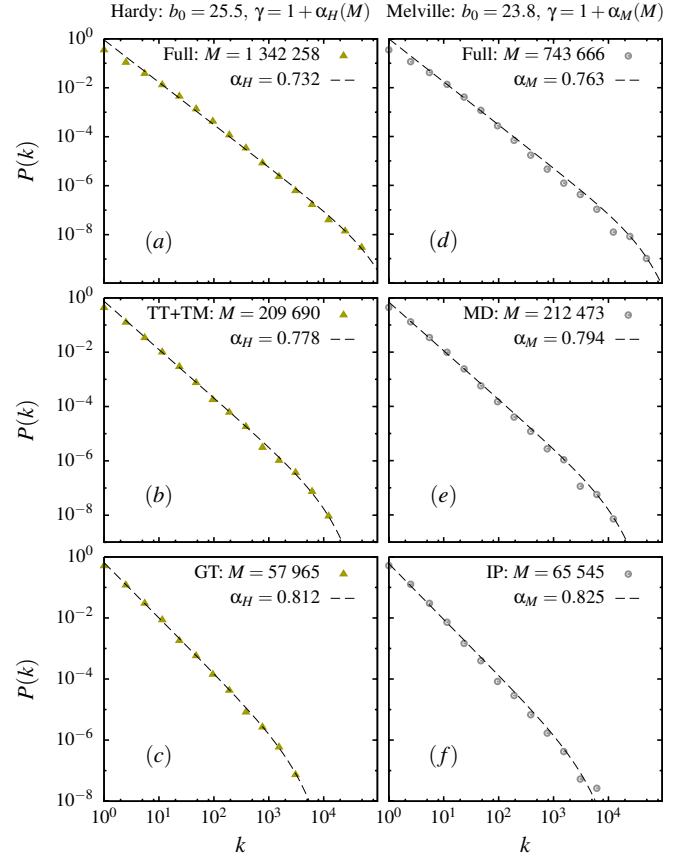 Hardy: b₀ = 25.5, γ = 1 + α_H(M)
Melville: b₀ = 23.8, γ = 1 + α_M(M)
P(k)
10⁰
10⁻²
10⁻⁴
10⁻⁶
10⁻⁸
Full: M = 1 342 258
α_H = 0.732
(a)
Full: M = 743 666
α_M = 0.763
(d)
P(k)
10⁰
10⁻²
10⁻⁴
10⁻⁶
10⁻⁸
TT+TM: M = 209 690
α_H = 0.778
(b)
MD: M = 212 473
α_M = 0.794
(e)
P(k)
10⁰
10⁻²
10⁻⁴
10⁻⁶
10⁻⁸
GT: M = 57 965
α_H = 0.812
(c)
IP: M = 65 545
α_M = 0.825
(f)
10⁰ 10¹ 10² 10³ 10⁴
10⁰ 10¹ 10² 10³ 10⁴
k
k